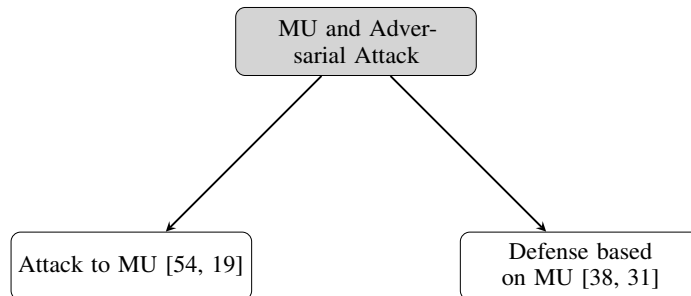 MU and Adver-
sarial Attack
Attack to MU [54, 19]
Defense based
on MU [38, 31]